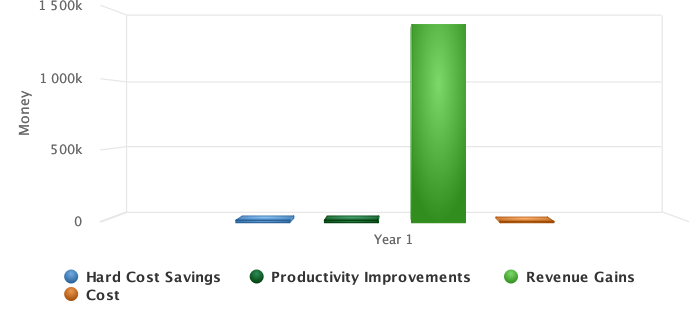 1 500k
1 000k
500k
0
Money
Year 1
Hard Cost Savings
Productivity Improvements
Revenue Gains
Cost